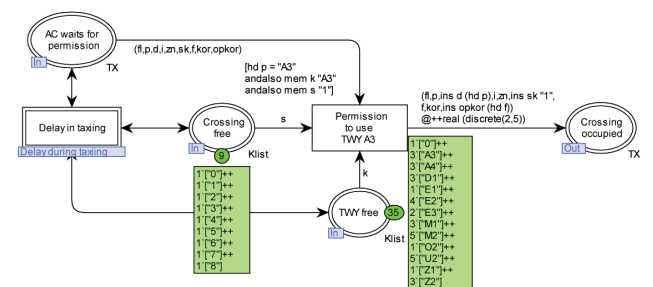 AC waits for
permission
In
TX
(fl,p,d,i,zn,sk,f,kor,opkor)
[hd p = "A3"
andalso mem k "A3"
andalso mem s "1"]
(fl,p,ins d (hd p),i,zn,ins sk "1",
f,kor,ins opkor (hd f))
@++real (discrete(2,5))
Delay in taxing
Delay during taxing
Crossing
free
In
9
Klist
s
Permission
to use
TWY A3
Crossing
occupied
Out
TX
k
TWY free
In
35
Klist
1`["0"]++
1`["1"]++
1`["2"]++
1`["3"]++
1`["4"]++
1`["5"]++
1`["6"]++
1`["7"]++
1`["8"]
1`["0"]++
3`["A3"]++
3`["A4"]++
3`["D1"]++
1`["E1"]++
4`["E2"]++
2`["E3"]++
3`["M1"]++
5`["M2"]++
1`["O2"]++
5`["U2"]++
1`["Z1"]++
3`["Z2"]